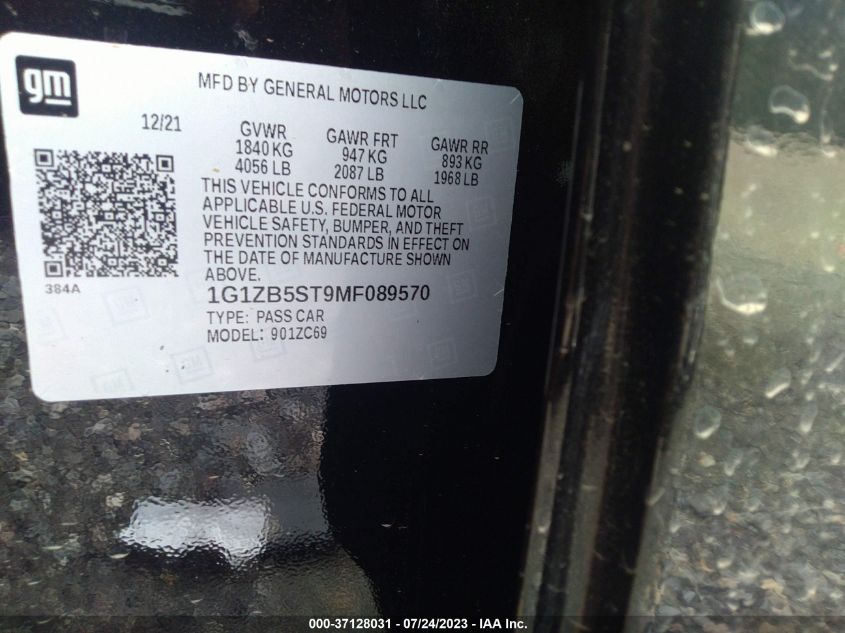 gm
MFD BY GENERAL MOTORS LLC
12/21
GVWR
1840 KG
4056 LB
GAWR FRT
947 KG
2087 LB
GAWR RR
893 KG
1968 LB
THIS VEHICLE CONFORMS TO ALL
APPLICABLE U.S. FEDERAL MOTOR
VEHICLE SAFETY, BUMPER, AND THEFT
PREVENTION STANDARDS IN EFFECT ON
THE DATE OF MANUFACTURE SHOWN
ABOVE.
384A
1G1ZB5ST9MF089570
TYPE: PASS CAR
MODEL: 901ZC69
000-37128031 - 07/24/2023 - IAA Inc.